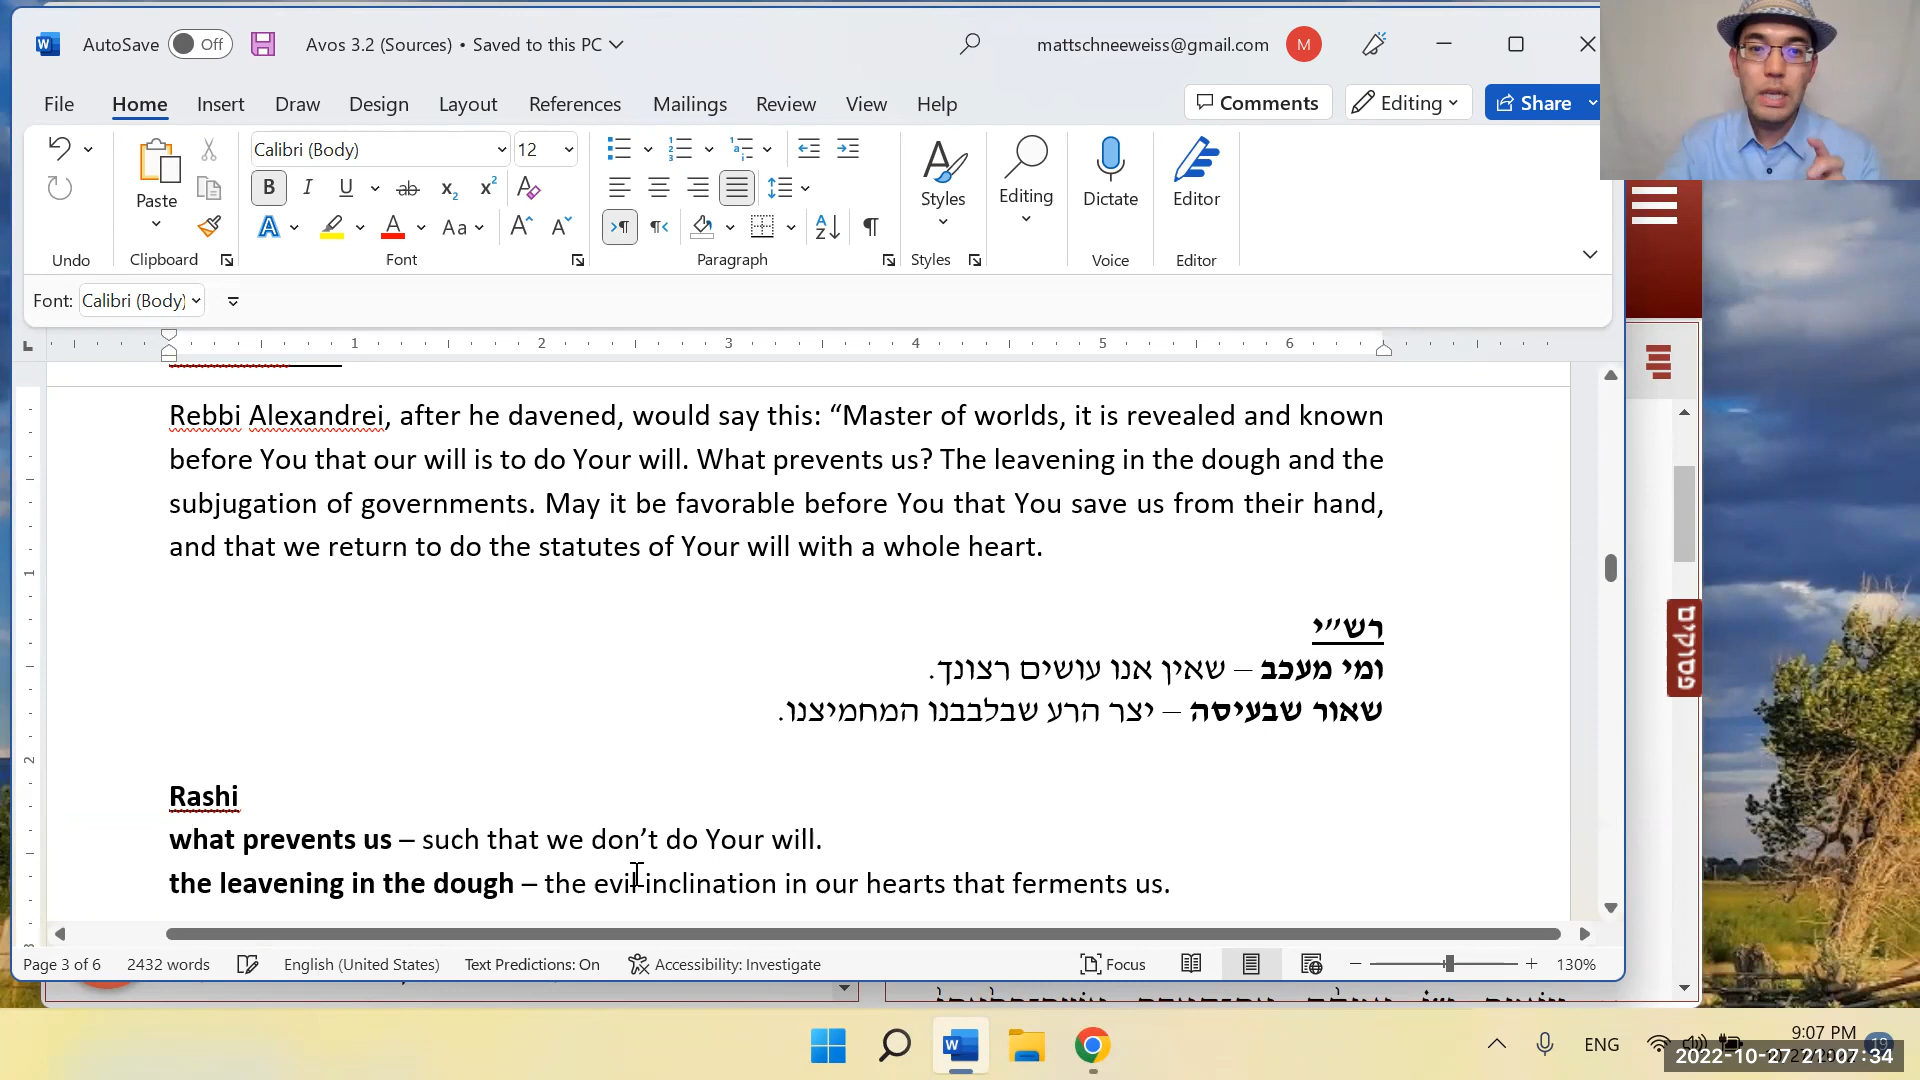 AutoSave Off Avos 3.2 (Sources) • Saved to this PC mattschneeweiss@gmail.com M
File Home Insert Draw Design Layout References Mailings Review View Help Comments Editing Share
Calibri (Body) 12
Paste Styles Editing Dictate Editor
Undo Clipboard Font Paragraph Styles Voice Editor
Font: Calibri (Body)
1 2 3 4 5 6
Rebbi Alexandrei, after he davened, would say this: “Master of worlds, it is revealed and known
before You that our will is to do Your will. What prevents us? The leavening in the dough and the
subjugation of governments. May it be favorable before You that You save us from their hand,
and that we return to do the statutes of Your will with a whole heart.
רש״י
ומי מעכב – שאין אנו עושים רצונך.
שאור שבעיסה – יצר הרע שבלבבנו המחמיצנו.
Rashi
what prevents us – such that we don’t do Your will.
the leavening in the dough – the evil inclination in our hearts that ferments us.
פסוקים
Page 3 of 6 2432 words English (United States) Text Predictions: On Accessibility: Investigate Focus 130%
ENG 9:07 PM 19
2022-10-27 21:07:34